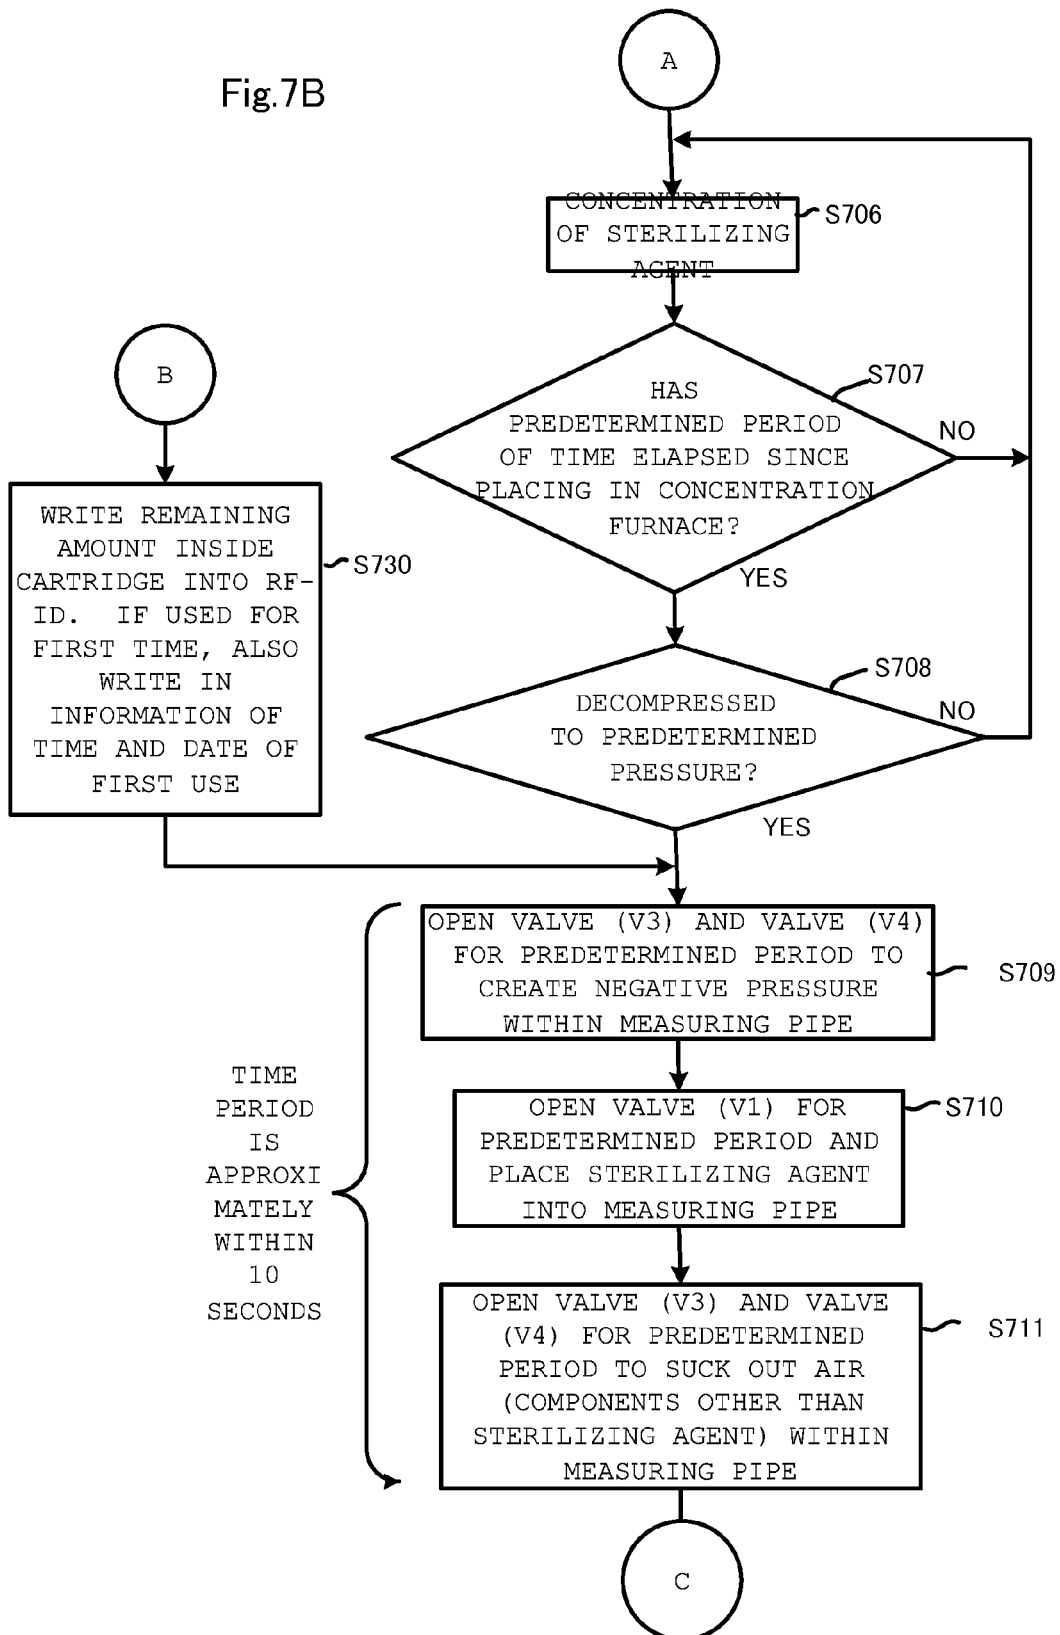 Fig.7B
A
CONCENTRATION
OF STERILIZING
AGENT
S706
HAS
PREDETERMINED PERIOD
OF TIME ELAPSED SINCE
PLACING IN CONCENTRATION
FURNACE?
S707
NO
YES
B
WRITE REMAINING
AMOUNT INSIDE
CARTRIDGE INTO RF-
ID. IF USED FOR
FIRST TIME, ALSO
WRITE IN
INFORMATION OF
TIME AND DATE OF
FIRST USE
S730
DECOMPRESSED
TO PREDETERMINED
PRESSURE?
S708
NO
YES
OPEN VALVE (V3) AND VALVE (V4)
FOR PREDETERMINED PERIOD TO
CREATE NEGATIVE PRESSURE
WITHIN MEASURING PIPE
S709
TIME
PERIOD
IS
APPROXI
MATELY
WITHIN
10
SECONDS
OPEN VALVE (V1) FOR
PREDETERMINED PERIOD AND
PLACE STERILIZING AGENT
INTO MEASURING PIPE
S710
OPEN VALVE (V3) AND VALVE
(V4) FOR PREDETERMINED
PERIOD TO SUCK OUT AIR
(COMPONENTS OTHER THAN
STERILIZING AGENT) WITHIN
MEASURING PIPE
S711
C